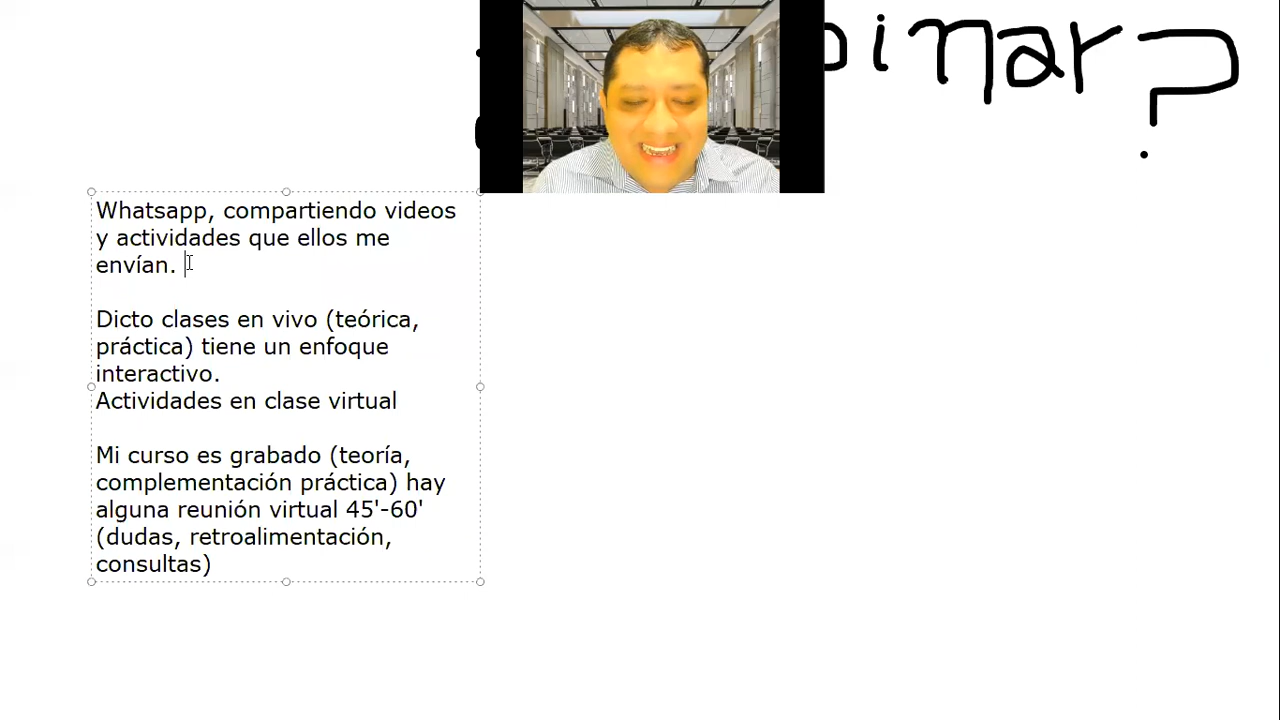 inar?
Whatsapp, compartiendo videos
y actividades que ellos me
envían.
Dicto clases en vivo (teórica,
práctica) tiene un enfoque
interactivo.
Actividades en clase virtual
Mi curso es grabado (teoría,
complementación práctica) hay
alguna reunión virtual 45'-60'
(dudas, retroalimentación,
consultas)